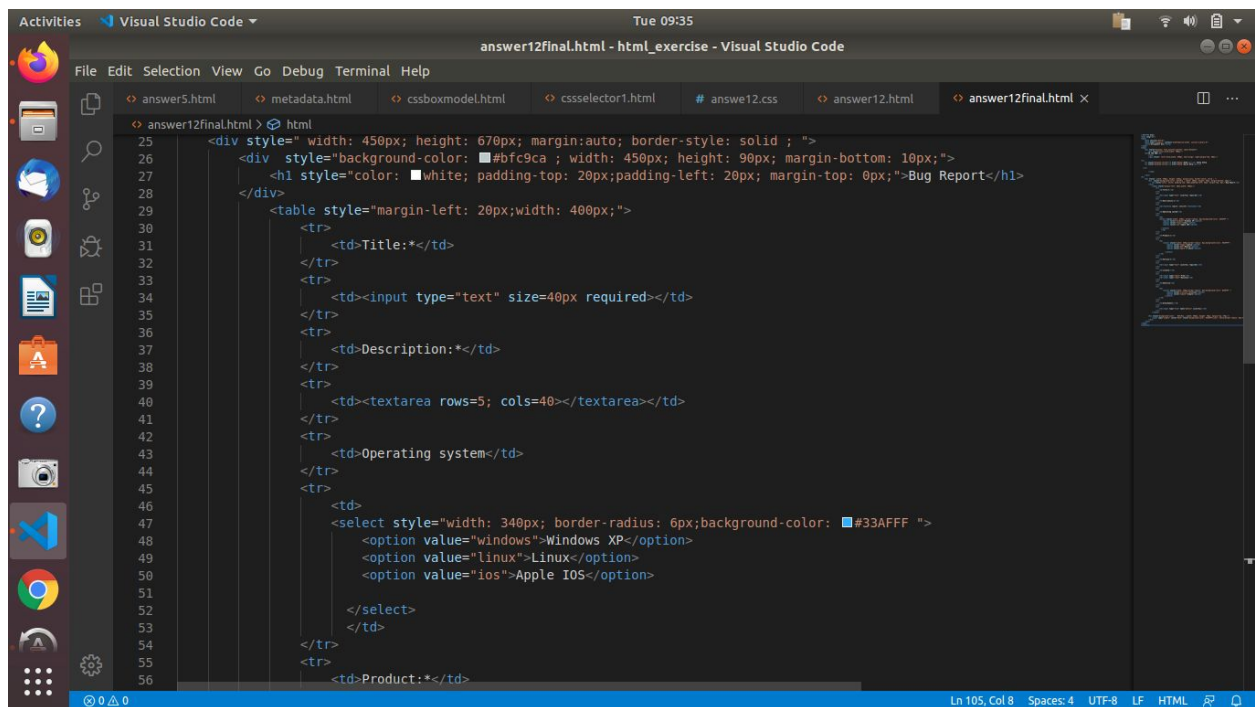 Activities Visual Studio Code Tue 09:35
answer12final.html - html_exercise - Visual Studio Code
File Edit Selection View Go Debug Terminal Help
answer5.html metadata.html cssboxmodel.html cssselector1.html # answe12.css answer12.html answer12final.html
answer12final.html > html
25 <div style=" width: 450px; height: 670px; margin:auto; border-style: solid ; ">
26 <div  style="background-color: #bfc9ca ; width: 450px; height: 90px; margin-bottom: 10px;">
27 <h1 style="color: white; padding-top: 20px;padding-left: 20px; margin-top: 0px;">Bug Report</h1>
28 </div>
29 <table style="margin-left: 20px;width: 400px;">
30 <tr>
31 <td>Title:*</td>
32 </tr>
33 <tr>
34 <td><input type="text" size=40px required></td>
35 </tr>
36 <tr>
37 <td>Description:*</td>
38 </tr>
39 <tr>
40 <td><textarea rows=5; cols=40></textarea></td>
41 </tr>
42 <tr>
43 <td>Operating system</td>
44 </tr>
45 <tr>
46 <td>
47 <select style="width: 340px; border-radius: 6px;background-color: #33AFFF ">
48 <option value="windows">Windows XP</option>
49 <option value="linux">Linux</option>
50 <option value="ios">Apple IOS</option>
51
52 </select>
53 </td>
54 </tr>
55 <tr>
56 <td>Product:*</td>
0 0 Ln 105, Col 8 Spaces: 4 UTF-8 LF HTML